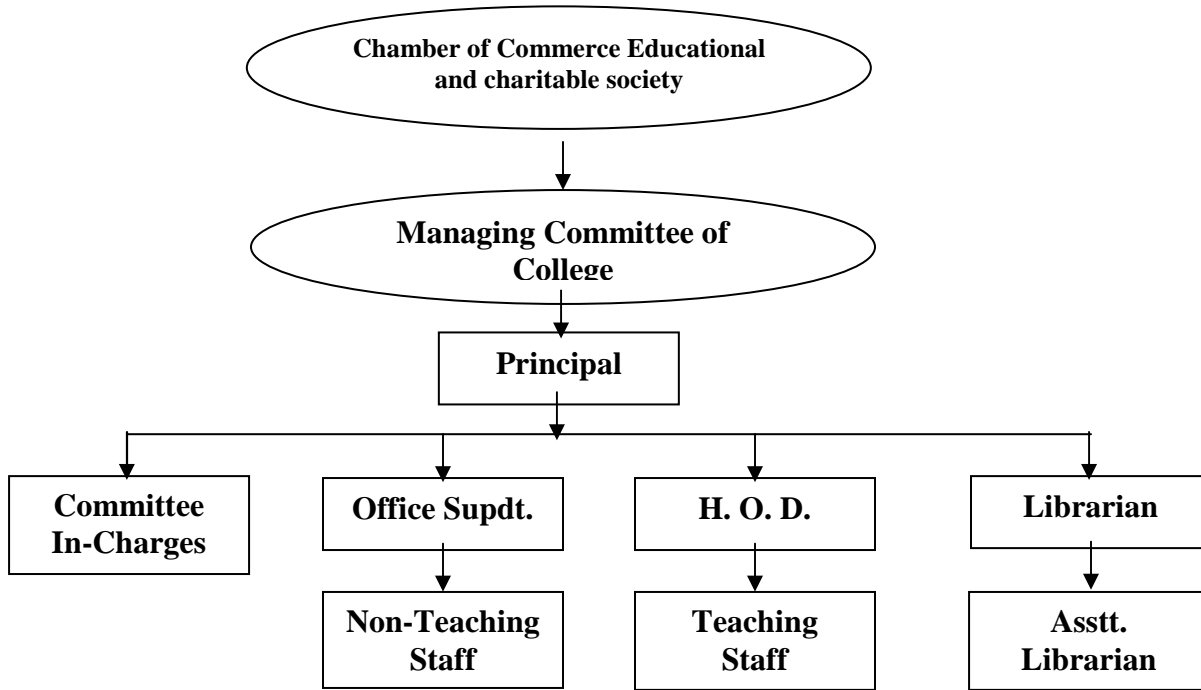 Chamber of Commerce Educational
and charitable society
Managing Committee of
College
Principal
Committee
In-Charges
Office Supdt.
H. O. D.
Librarian
Non-Teaching
Staff
Teaching
Staff
Asstt.
Librarian